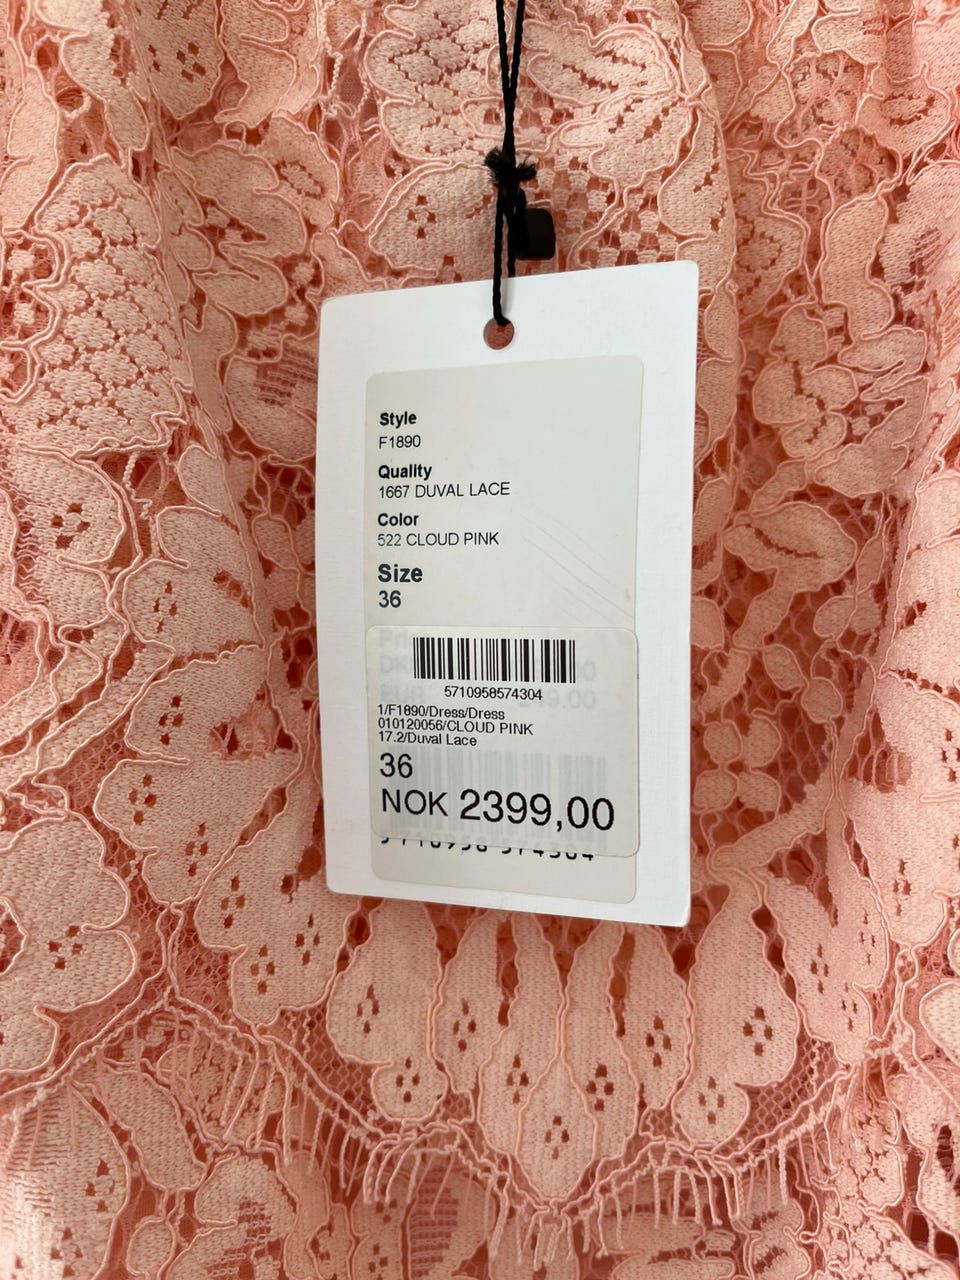 Style
F1890
Quality
1667 DUVAL LACE
Color
522 CLOUD PINK
Size
36
5710958574304
1/F1890/Dress/Dress
010120056/CLOUD PINK
17.2/Duval Lace
36
NOK 2399,00